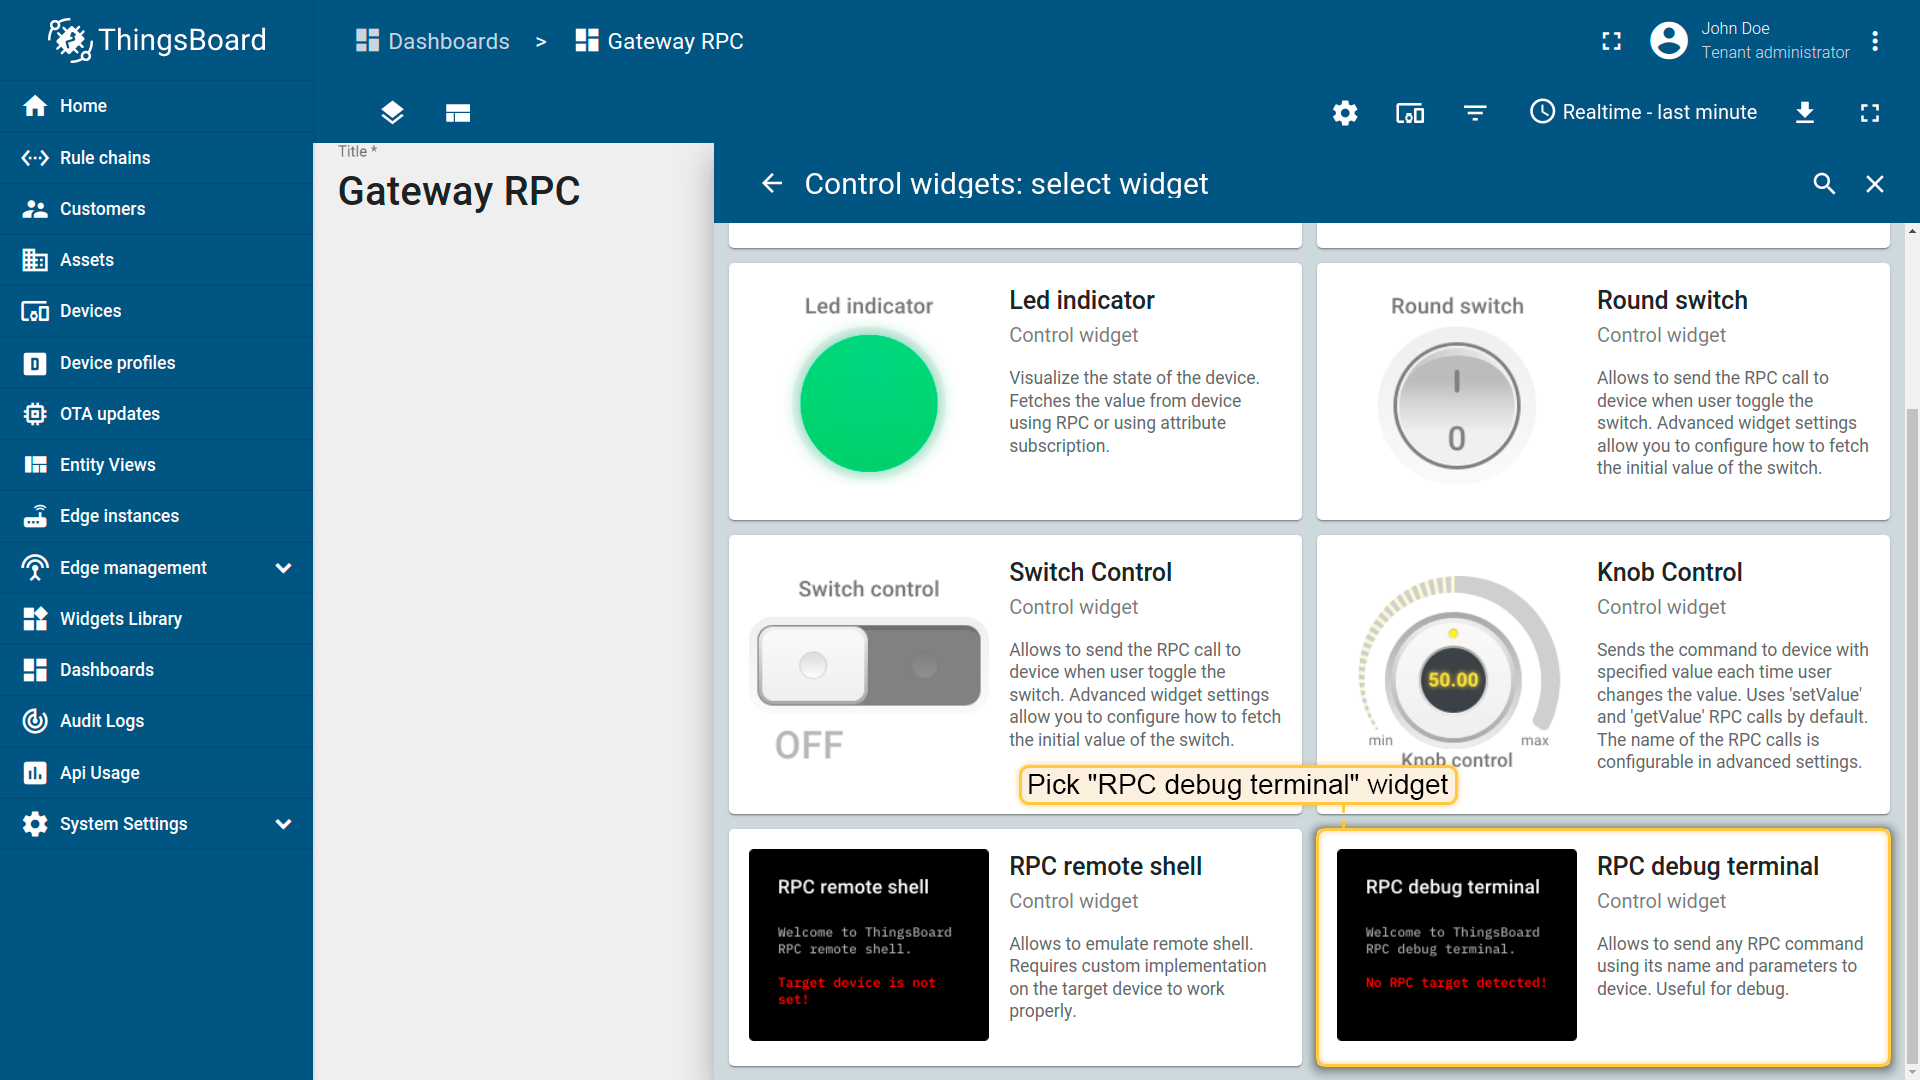 ThingsBoard
Dashboards > Gateway RPC
John Doe
Tenant administrator
Home
Rule chains
Customers
Assets
Devices
Device profiles
OTA updates
Entity Views
Edge instances
Edge management
Widgets Library
Dashboards
Audit Logs
Api Usage
System Settings
Realtime - last minute
Title *
Gateway RPC
Control widgets: select widget
Led indicator
Led indicator
Control widget
Visualize the state of the device.
Fetches the value from device
using RPC or using attribute
subscription.
Round switch
I
0
Round switch
Control widget
Allows to send the RPC call to
device when user toggle the
switch. Advanced widget settings
allow you to configure how to fetch
the initial value of the switch.
Switch control
OFF
Switch Control
Control widget
Allows to send the RPC call to
device when user toggle the
switch. Advanced widget settings
allow you to configure how to fetch
the initial value of the switch.
50.00
min
max
Knob control
Knob Control
Control widget
Sends the command to device with
specified value each time user
changes the value. Uses 'setValue'
and 'getValue' RPC calls by default.
The name of the RPC calls is
configurable in advanced settings.
Pick "RPC debug terminal" widget
RPC remote shell
Welcome to ThingsBoard
RPC remote shell.
Target device is not
set!
RPC remote shell
Control widget
Allows to emulate remote shell.
Requires custom implementation
on the target device to work
properly.
RPC debug terminal
Welcome to ThingsBoard
RPC debug terminal.
No RPC target detected!
RPC debug terminal
Control widget
Allows to send any RPC command
using its name and parameters to
device. Useful for debug.